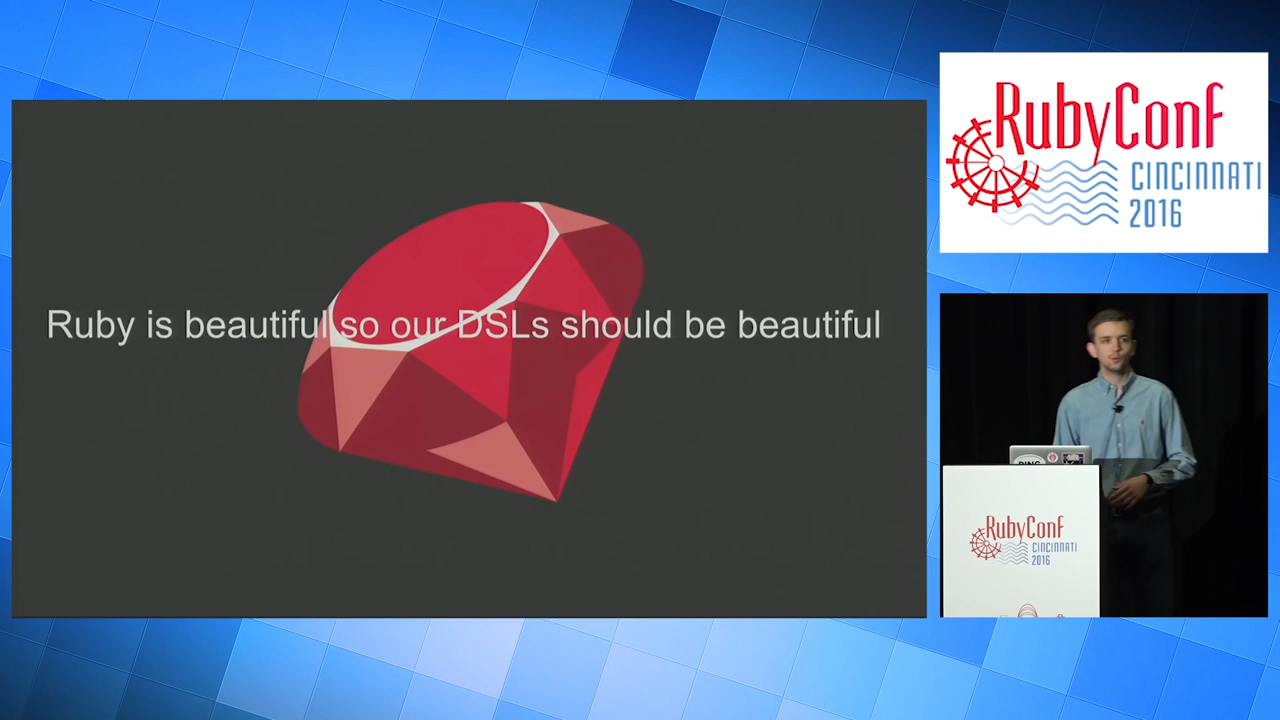 Ruby is beautiful so our DSLs should be beautiful
RubyConf
CINCINNATI
2016
RubyConf
CINCINNATI
2016